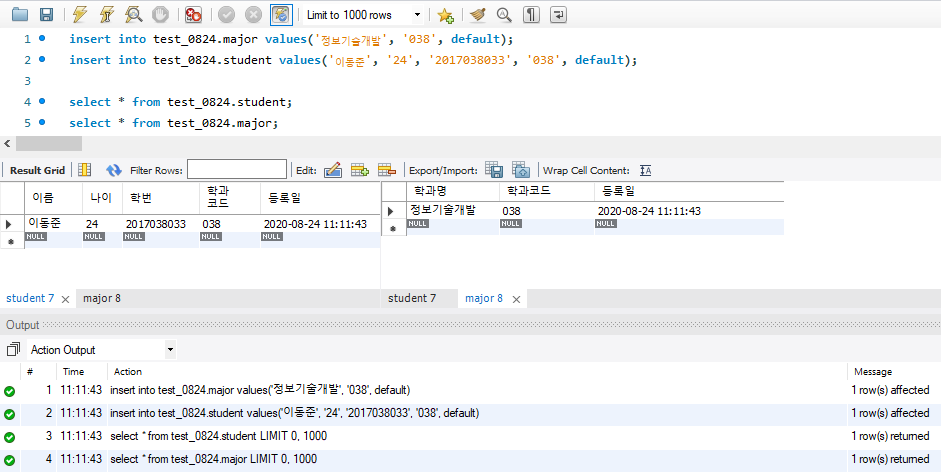 Limit to 1000 rows
1 insert into test_0824.major values('정보기술개발', '038', default);
2 insert into test_0824.student values('이동준', '24', '2017038033', '038', default);
3
4 select * from test_0824.student;
5 select * from test_0824.major;
Result Grid Filter Rows: Edit: Export/Import: Wrap Cell Content:
이름 나이 학번 학과코드 등록일
이동준 24 2017038033 038 2020-08-24 11:11:43
NULL NULL NULL NULL NULL
학과명 학과코드 등록일
정보기술개발 038 2020-08-24 11:11:43
NULL NULL NULL
student 7 major 8
student 7 major 8
Output
Action Output
# Time Action Message
1 11:11:43 insert into test_0824.major values('정보기술개발', '038', default) 1 row(s) affected
2 11:11:43 insert into test_0824.student values('이동준', '24', '2017038033', '038', default) 1 row(s) affected
3 11:11:43 select * from test_0824.student LIMIT 0, 1000 1 row(s) returned
4 11:11:43 select * from test_0824.major LIMIT 0, 1000 1 row(s) returned